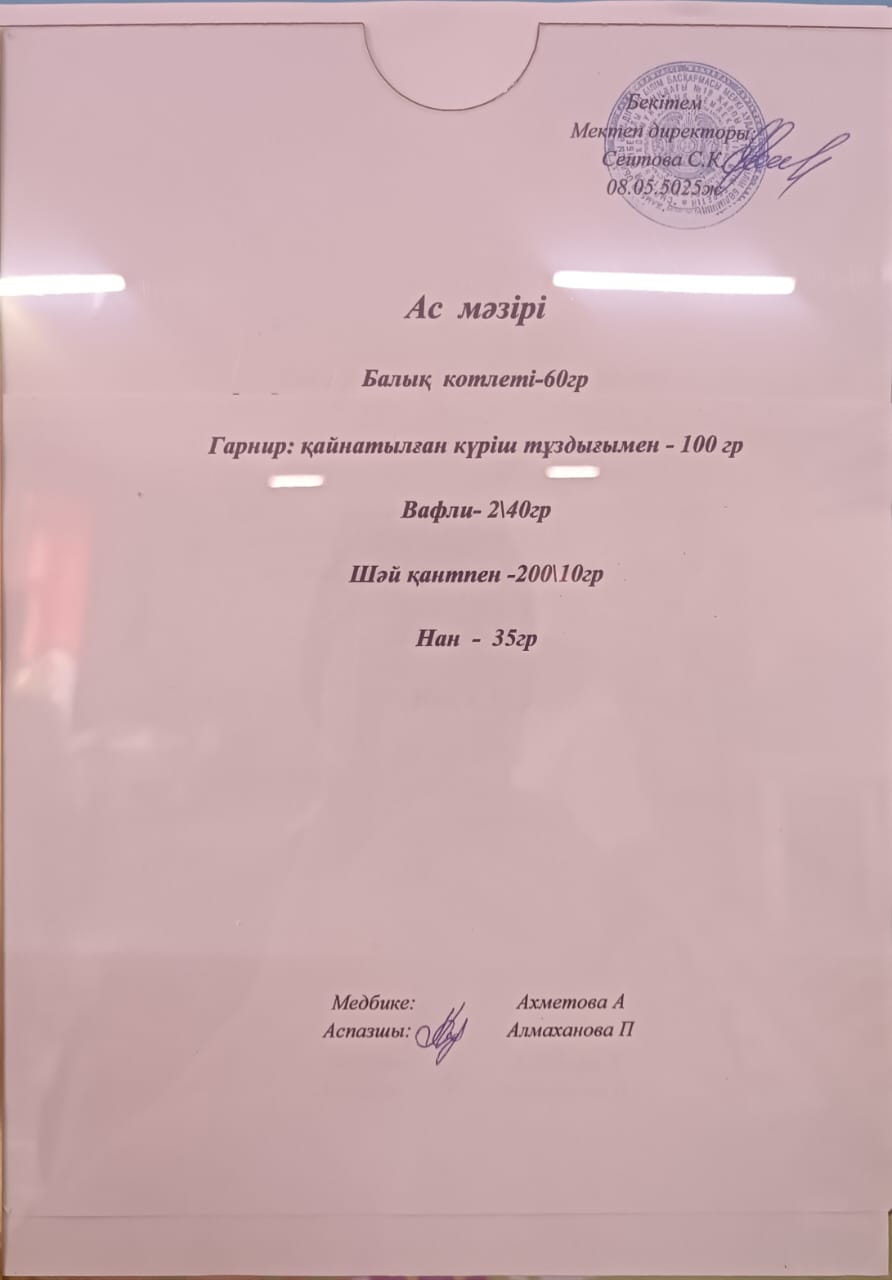 Бекітем
Мектеп директоры:
Сейтова С.К
08.05.5025ж
Ас мәзірі
Балық котлеті-60гр
Гарнир: қайнатылған күріш тұздығымен - 100 гр
Вафли- 2\40гр
Шәй қантпен -200\10гр
Нан - 35гр
Медбике: Ахметова А
Аспазшы: Алмаханова П